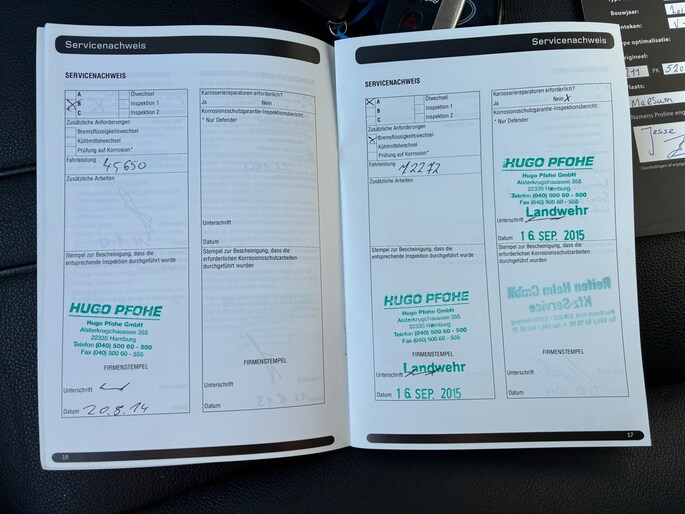 Servicenachweis
SERVICENACHWEIS
A
B
C
Ölwechsel
Inspektion 1
Inspektion 2
Zusätzliche Anforderungen
Bremsflüssigkeitswechsel
Kühlmittelwechsel
Prüfung auf Korrosion*
Fahrleistung 45650
Zusätzliche Arbeiten
Karosseriereparaturen erforderlich?
Ja Nein
Korrosionsschutzgarantie-Inspektionsbericht:
* Nur Defender
Unterschrift
Datum
Stempel zur Bescheinigung, dass die
entsprechende Inspektion durchgeführt wurde
HUGO PFOHE
Hugo Pfohe GmbH
Alsterkrugchaussee 355
22335 Hamburg
Telefon (040) 500 60 - 500
Fax (040) 500 60 - 555
FIRMENSTEMPEL
Unterschrift
Datum 20.8.14
Stempel zur Bescheinigung, dass die
erforderlichen Korrosionsschutzarbeiten
durchgeführt wurden
FIRMENSTEMPEL
Unterschrift
Datum
16
Servicenachweis
SERVICENACHWEIS
A
B
C
Ölwechsel
Inspektion 1
Inspektion 2
Zusätzliche Anforderungen
Bremsflüssigkeitswechsel
Kühlmittelwechsel
Prüfung auf Korrosion*
Fahrleistung 72272
Zusätzliche Arbeiten
Karosseriereparaturen erforderlich?
Ja Nein x
Korrosionsschutzgarantie-Inspektionsbericht:
* Nur Defender
HUGO PFOHE
Hugo Pfohe GmbH
Alsterkrugchaussee 355
22335 Hamburg
Telefon (040) 500 60 - 500
Fax (040) 500 60 - 555
Unterschrift Landwehr
Datum 16. SEP. 2015
Stempel zur Bescheinigung, dass die
entsprechende Inspektion durchgeführt wurde
HUGO PFOHE
Hugo Pfohe GmbH
Alsterkrugchaussee 355
22335 Hamburg
Telefon (040) 500 60 - 500
Fax (040) 500 60 - 555
FIRMENSTEMPEL
Unterschrift Landwehr
Datum 16. SEP. 2015
Stempel zur Bescheinigung, dass die
erforderlichen Korrosionsschutzarbeiten
durchgeführt wurden
Reifen Helm GmbH
Kfz-Service
FIRMENSTEMPEL
Unterschrift
Datum
17
Bouwjaar:
Jesse